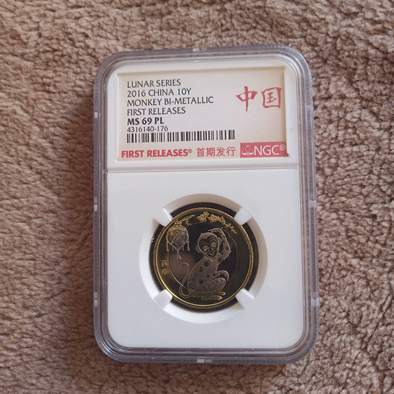 LUNAR SERIES
2016 CHINA 10Y
MONKEY BI-METALLIC
FIRST RELEASES
MS 69 PL
4316140-176
中国
FIRST RELEASES® 首期发行 NGC®